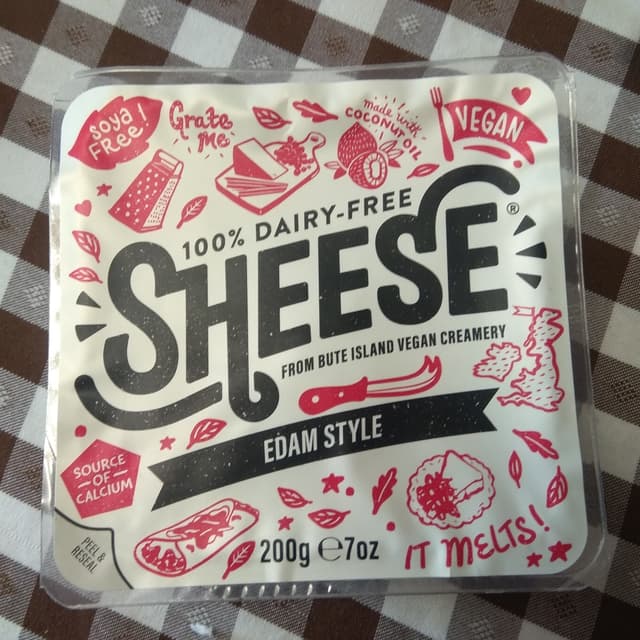 soya
FREE!
Grate
Me
made with
COCONUT OIL
VEGAN
100% DAIRY-FREE
SHEESE®
FROM BUTE ISLAND VEGAN CREAMERY
EDAM STYLE
SOURCE
OF
CALCIUM
PEEL &
RESEAL
200g ℮7oz
IT MELTS!